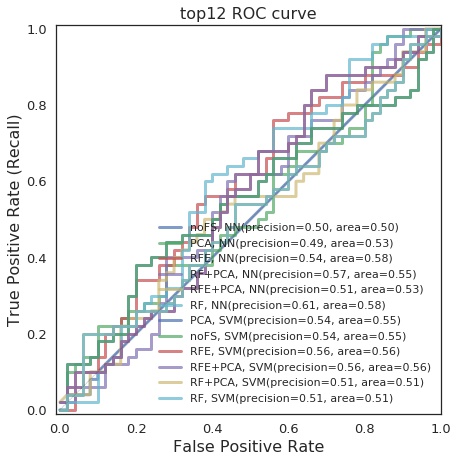 top12 ROC curve
True Positive Rate (Recall)
1.0
0.8
0.6
0.4
0.2
0.0
noFS, NN(precision=0.50, area=0.50)
PCA, NN(precision=0.49, area=0.53)
RFE, NN(precision=0.54, area=0.58)
RF+PCA, NN(precision=0.57, area=0.55)
RFE+PCA, NN(precision=0.51, area=0.53)
RF, NN(precision=0.61, area=0.58)
PCA, SVM(precision=0.54, area=0.55)
noFS, SVM(precision=0.54, area=0.55)
RFE, SVM(precision=0.56, area=0.56)
RFE+PCA, SVM(precision=0.56, area=0.56)
RF+PCA, SVM(precision=0.51, area=0.51)
RF, SVM(precision=0.51, area=0.51)
0.0 0.2 0.4 0.6 0.8 1.0
False Positive Rate